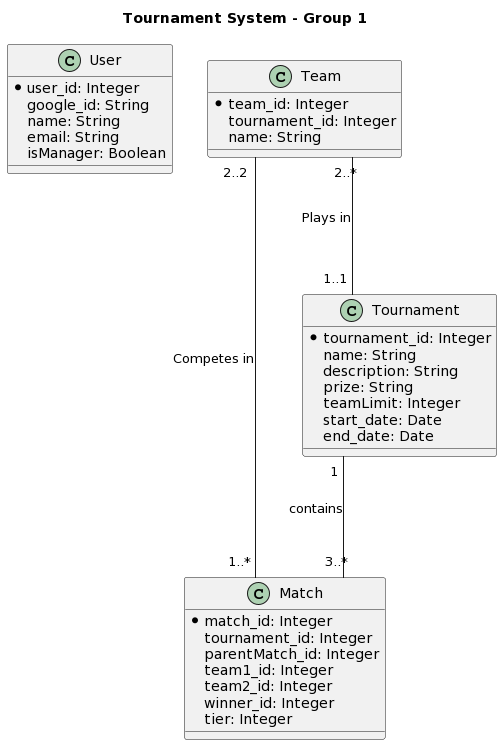 Tournament System - Group 1
C User
user_id: Integer
google_id: String
name: String
email: String
isManager: Boolean
C Team
team_id: Integer
tournament_id: Integer
name: String
2..2
2..*
Plays in
1..1
C Tournament
tournament_id: Integer
name: String
description: String
prize: String
teamLimit: Integer
start_date: Date
end_date: Date
Competes in
1
contains
1..*
3..*
C Match
match_id: Integer
tournament_id: Integer
parentMatch_id: Integer
team1_id: Integer
team2_id: Integer
winner_id: Integer
tier: Integer